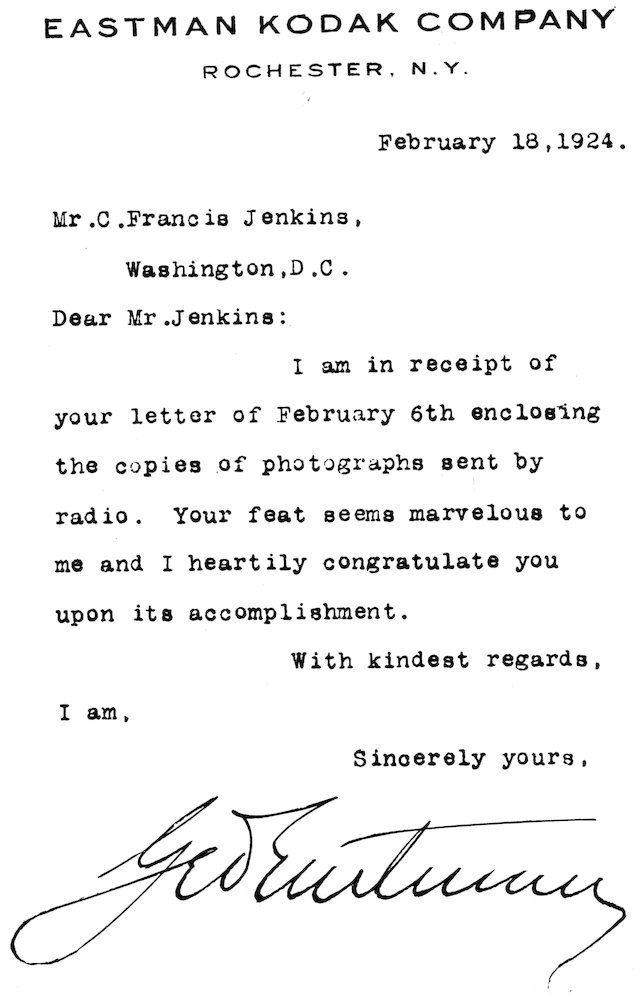 EASTMAN KODAK COMPANY
ROCHESTER, N.Y.
February 18,1924.
Mr.C.Francis Jenkins,
Washington,D.C.
Dear Mr.Jenkins:
I am in receipt of
your letter of February 6th enclosing
the copies of photographs sent by
radio. Your feat seems marvelous to
me and I heartily congratulate you
upon its accomplishment.
With kindest regards,
I am,
Sincerely yours,
Geo Eastman